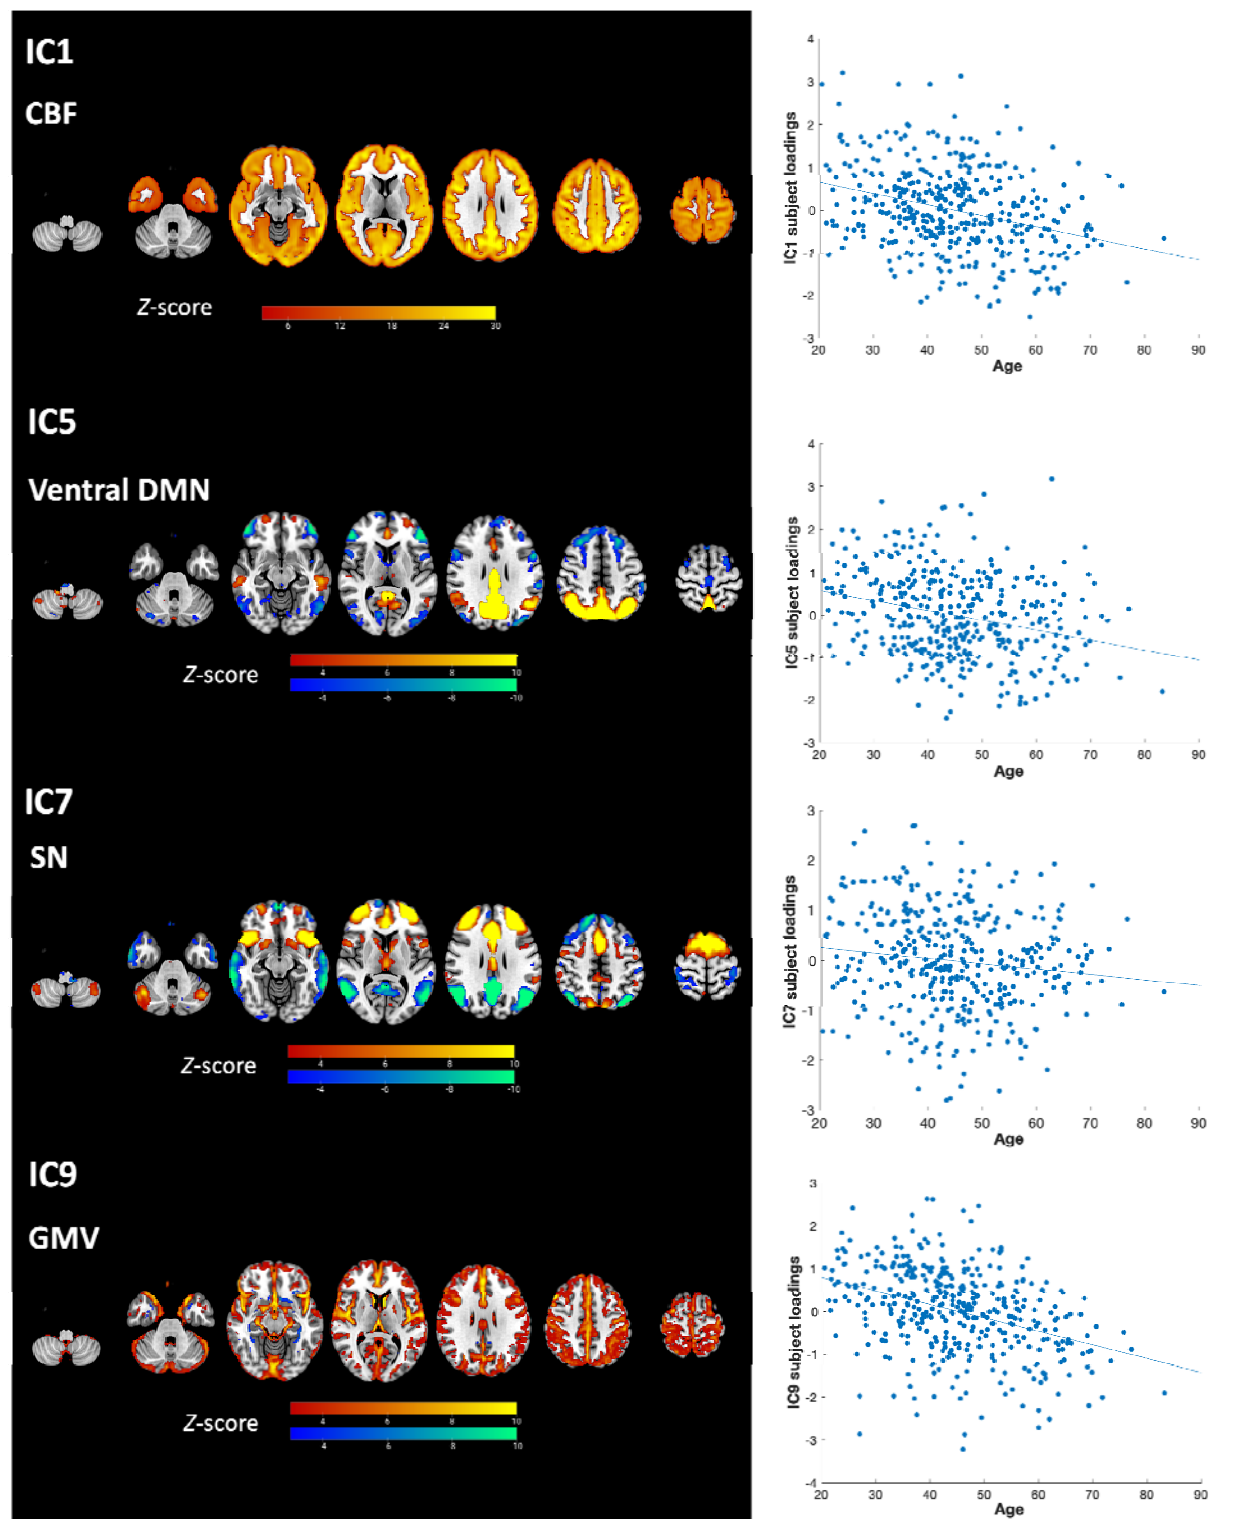 IC1
CBF
Z-score
6 12 18 24 30
4
3
2
1
0
-1
-2
-3
IC1 subject loadings
20 30 40 50 60 70 80 90
Age
IC5
Ventral DMN
Z-score
4 6 8 10
-4 -6 -8 -10
4
3
2
1
0
-1
-2
-3
IC5 subject loadings
20 30 40 50 60 70 80 90
Age
IC7
SN
Z-score
4 6 8 10
-4 -6 -8 -10
3
2
1
0
-1
-2
-3
IC7 subject loadings
20 30 40 50 60 70 80 90
Age
IC9
GMV
Z-score
4 6 8 10
4 6 8 10
3
2
1
0
-1
-2
-3
-4
IC9 subject loadings
20 30 40 50 60 70 80 90
Age